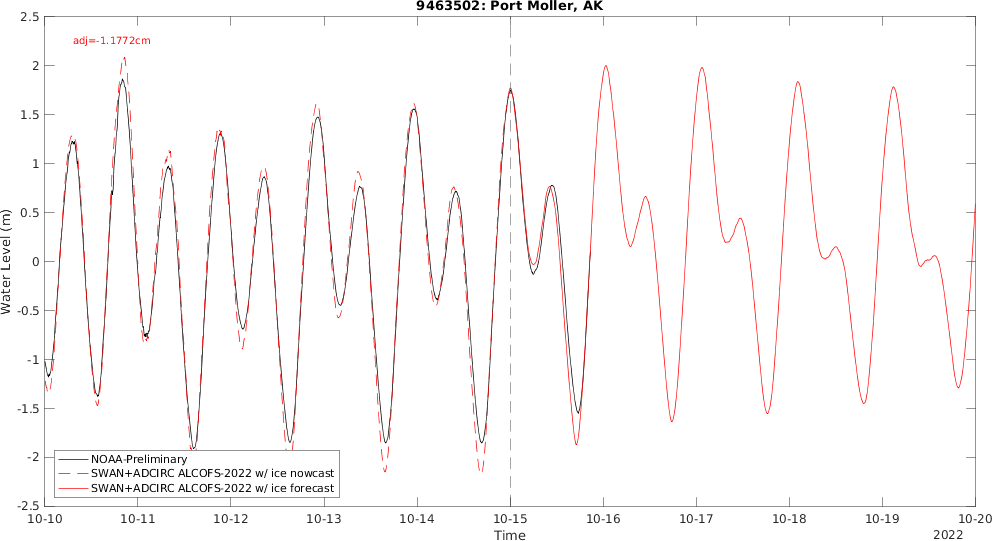 9463502: Port Moller, AK
adj=-1.1772cm
Water Level (m)
2.5
2
1.5
1
0.5
0
-0.5
-1
-1.5
-2
-2.5
NOAA-Preliminary
SWAN+ADCIRC ALCOFS-2022 w/ ice nowcast
SWAN+ADCIRC ALCOFS-2022 w/ ice forecast
10-10 10-11 10-12 10-13 10-14 10-15 10-16 10-17 10-18 10-19 10-20
Time
2022